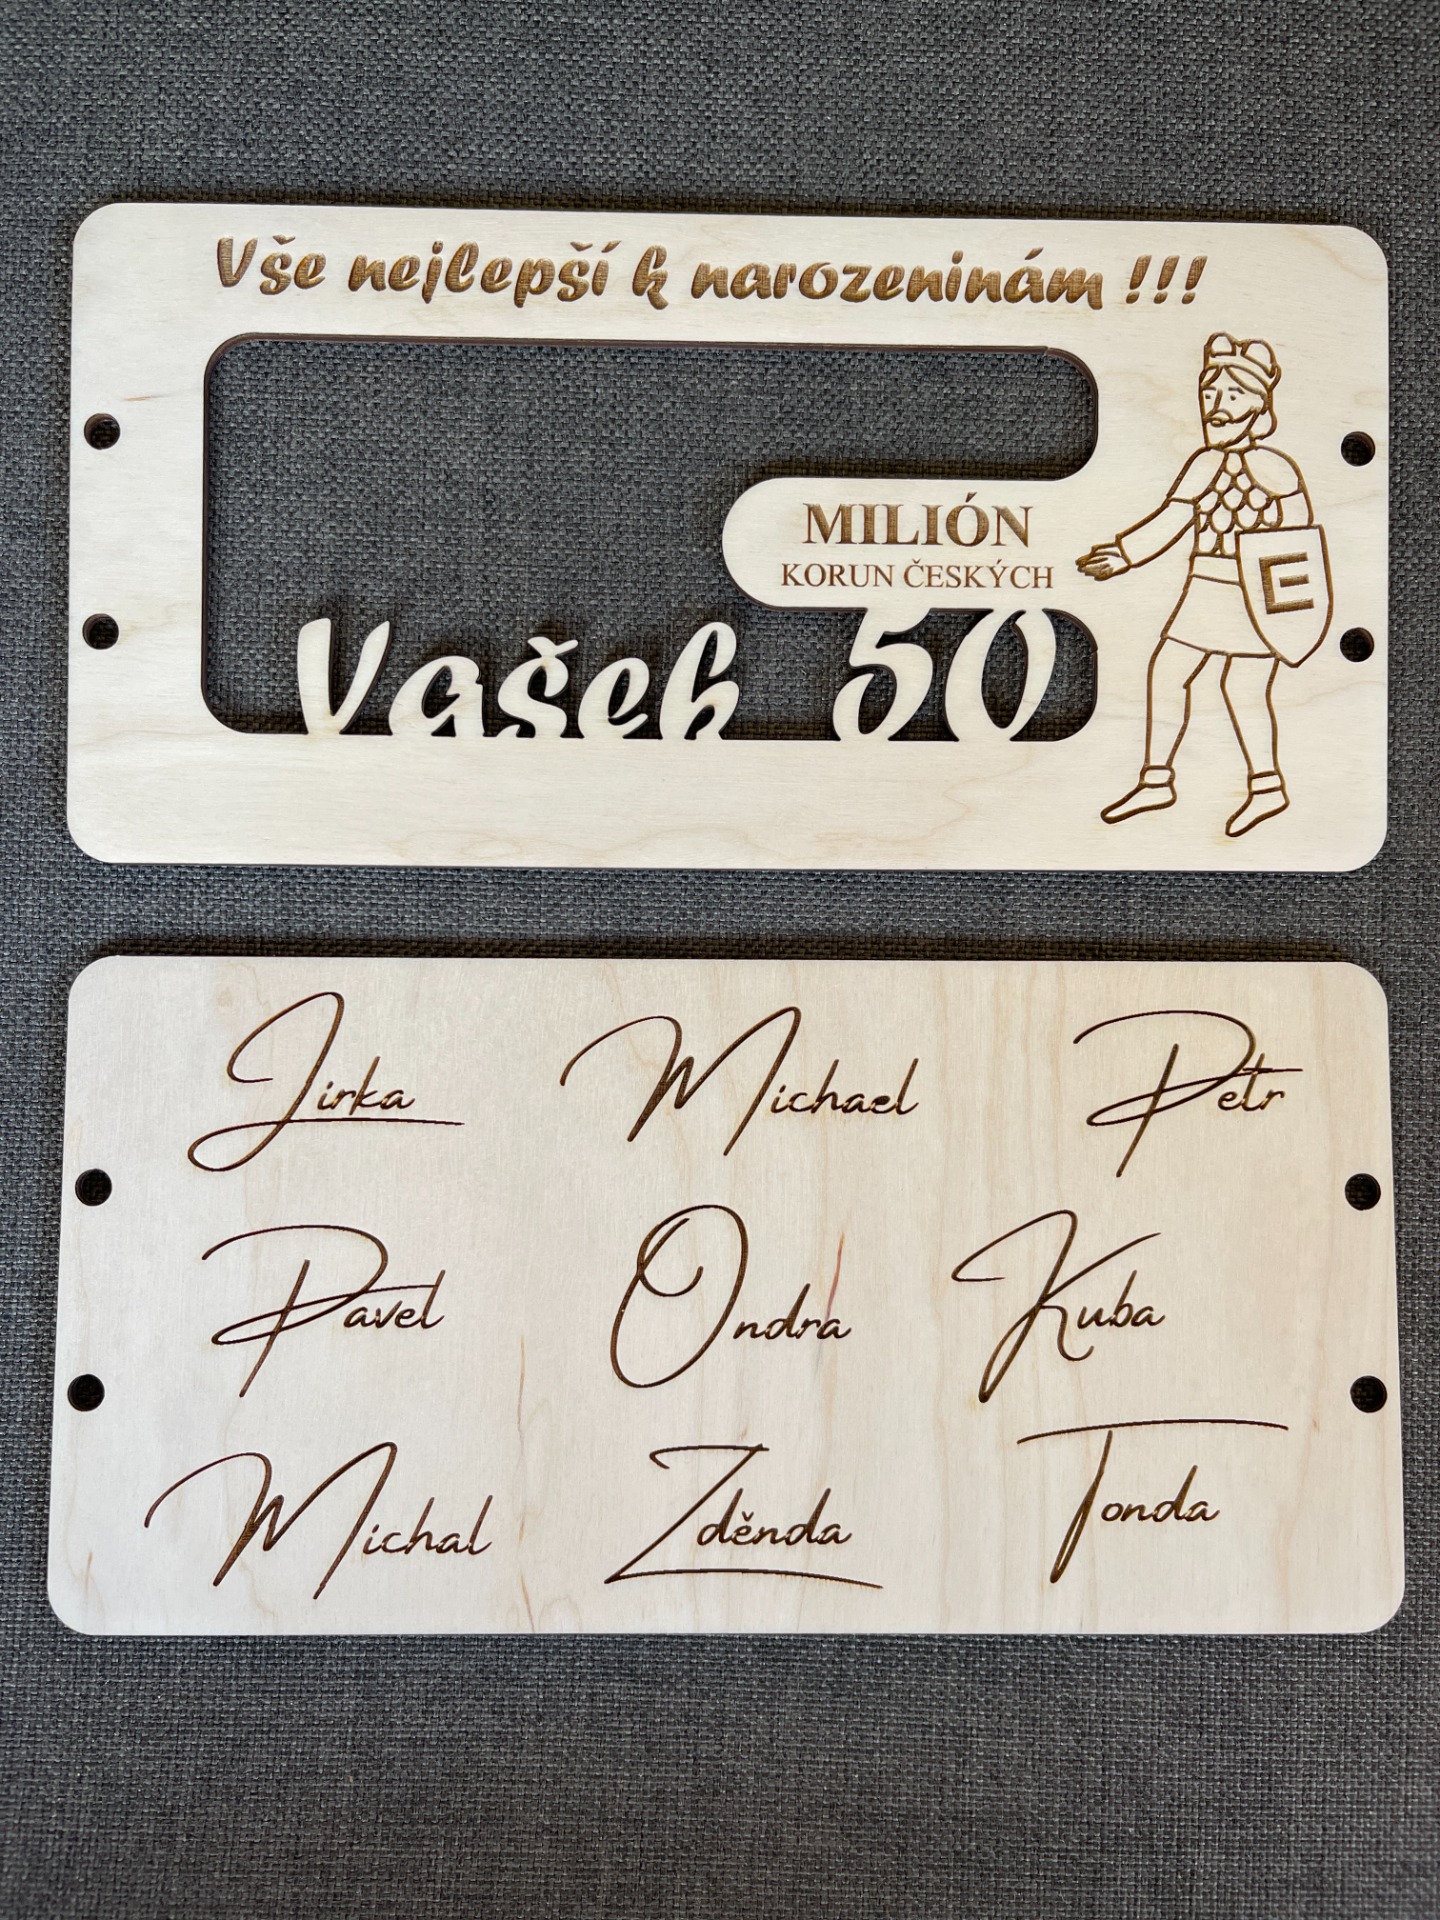 Vše nejlepší k narozeninám !!!
MILIÓN
KORUN ČESKÝCH
Vašek 50
E
Jirka Michael Petr
Pavel Ondra Kuba
Michal Zděnda Tonda